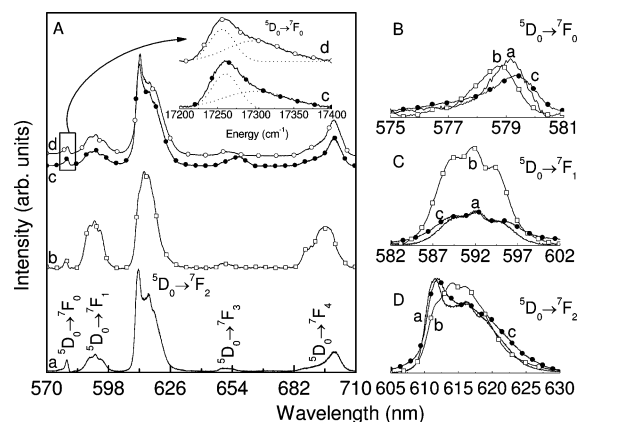 A
⁵D₀→⁷F₀
d
c
17200 17250 17300 17350 17400
Energy (cm⁻¹)
d
c
b
a
⁵D₀→⁷F₀
⁵D₀→⁷F₁
⁵D₀→⁷F₂
⁵D₀→⁷F₃
⁵D₀→⁷F₄
570 598 626 654 682 710
Intensity (arb. units)
Wavelength (nm)
B
⁵D₀→⁷F₀
b a c
575 577 579 581
C
⁵D₀→⁷F₁
b
c a
582 587 592 597 602
D
⁵D₀→⁷F₂
a b c
605 610 615 620 625 630